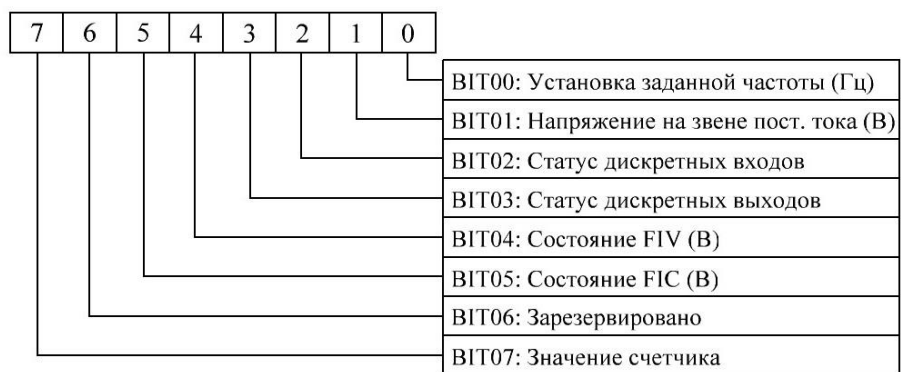 7 6 5 4 3 2 1 0
BIT00: Установка заданной частоты (Гц)
BIT01: Напряжение на звене пост. тока (В)
BIT02: Статус дискретных входов
BIT03: Статус дискретных выходов
BIT04: Состояние FIV (В)
BIT05: Состояние FIC (В)
BIT06: Зарезервировано
BIT07: Значение счетчика